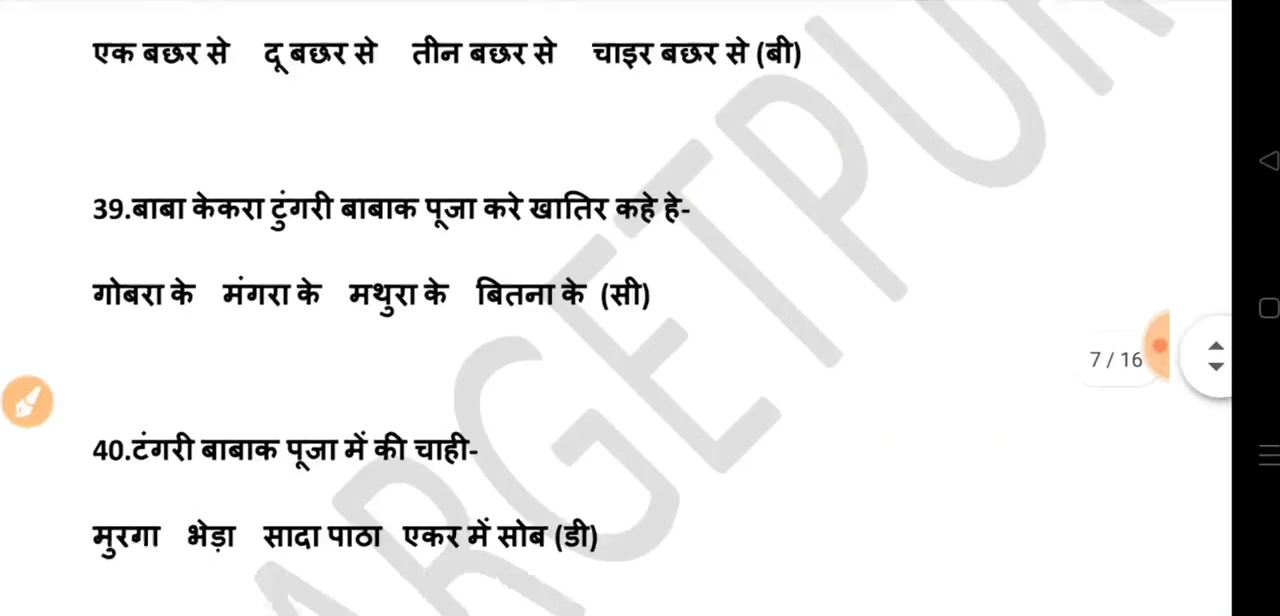 एक बछर से दू बछर से तीन बछर से चाइर बछर से (बी)
39.बाबा केकरा टुंगरी बाबाक पूजा करे खातिर कहे हे-
गोबरा के मंगरा के मथुरा के बितना के (सी)
7 / 16
40.टंगरी बाबाक पूजा में की चाही-
मुरगा भेड़ा सादा पाठा एकर में सोब (डी)